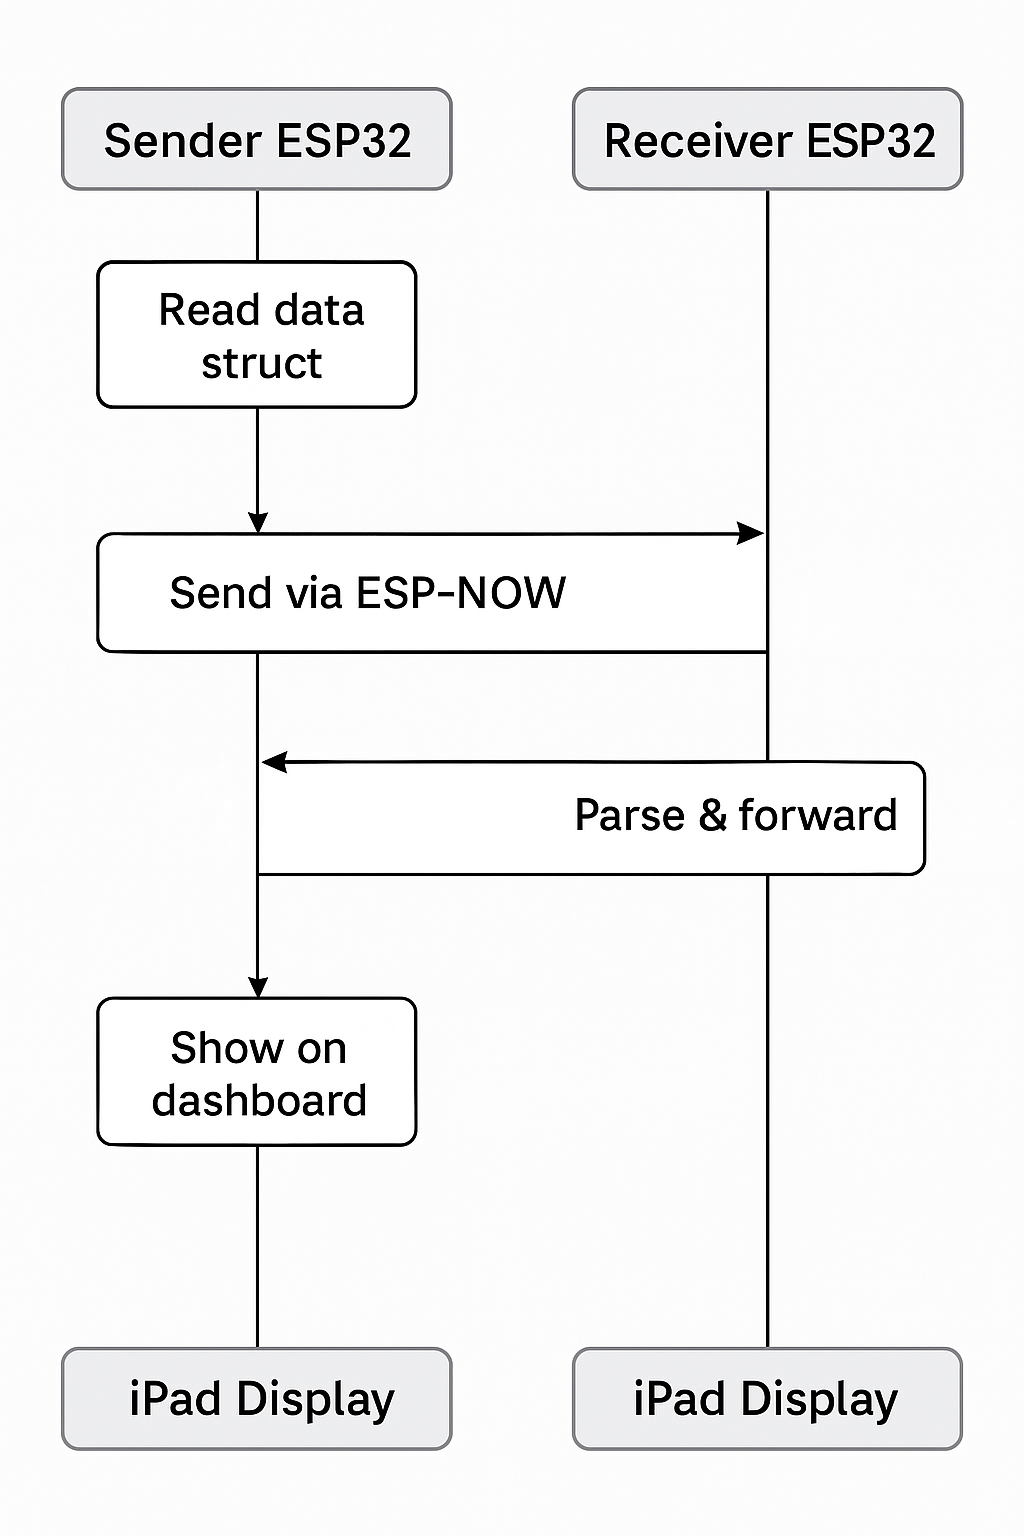 Sender ESP32
Receiver ESP32
Read data
struct
Send via ESP-NOW
Parse & forward
Show on
dashboard
iPad Display
iPad Display